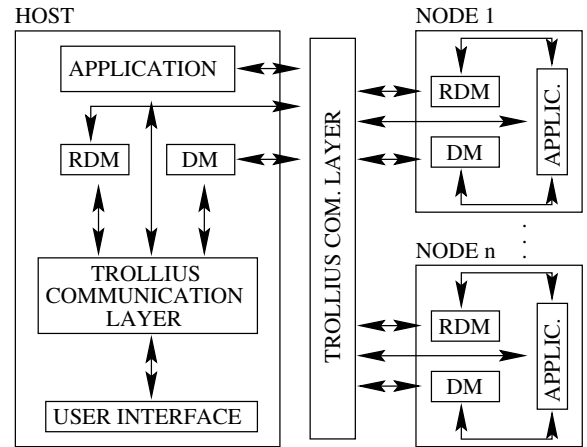 HOST
APPLICATION
RDM
DM
TROLLIUS
COMMUNICATION
LAYER
USER INTERFACE
TROLLIUS COM. LAYER
NODE 1
RDM
DM
APPLIC.
NODE n
RDM
DM
APPLIC.